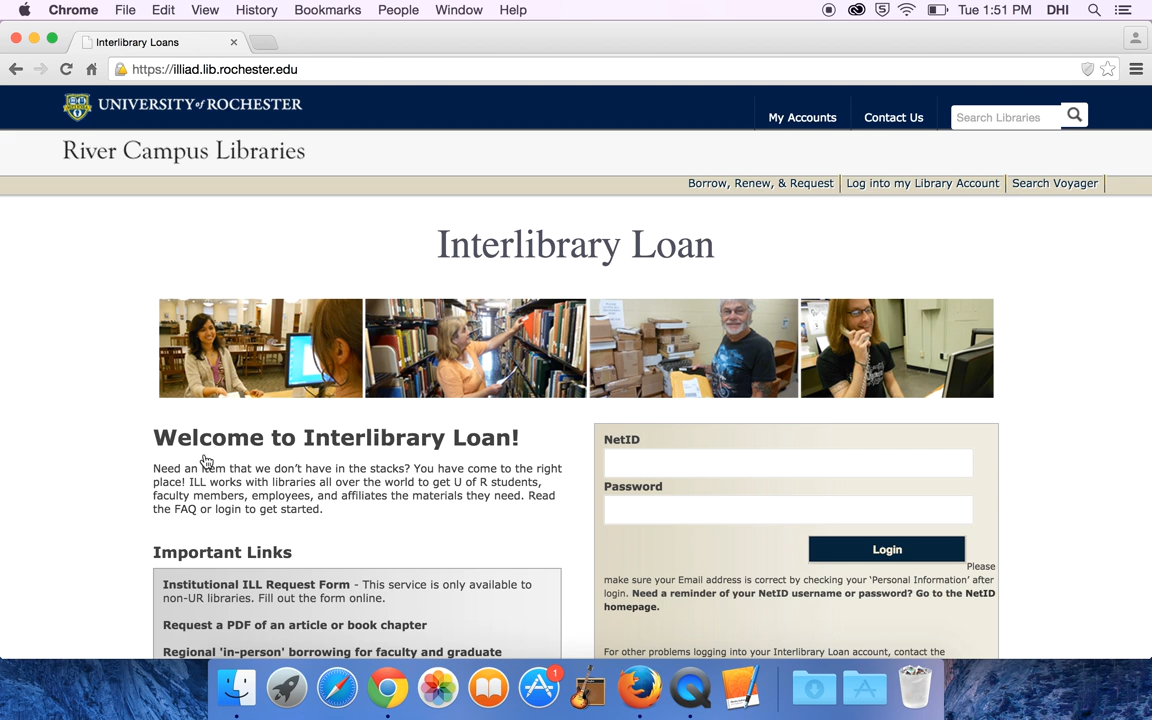 Chrome File Edit View History Bookmarks People Window Help Tue 1:51 PM DHI
Interlibrary Loans
https://illiad.lib.rochester.edu
UNIVERSITY of ROCHESTER
My Accounts Contact Us Search Libraries
River Campus Libraries
Borrow, Renew, & Request Log into my Library Account Search Voyager
Interlibrary Loan
Welcome to Interlibrary Loan!
Need an item that we don't have in the stacks? You have come to the right
place! ILL works with libraries all over the world to get U of R students,
faculty members, employees, and affiliates the materials they need. Read
the FAQ or login to get started.
Important Links
Institutional ILL Request Form - This service is only available to
non-UR libraries. Fill out the form online.
Request a PDF of an article or book chapter
Regional 'in-person' borrowing for faculty and graduate
NetID
Password
Login
Please
make sure your Email address is correct by checking your 'Personal Information' after
login. Need a reminder of your NetID username or password? Go to the NetID
homepage.
For other problems logging into your Interlibrary Loan account, contact the
1